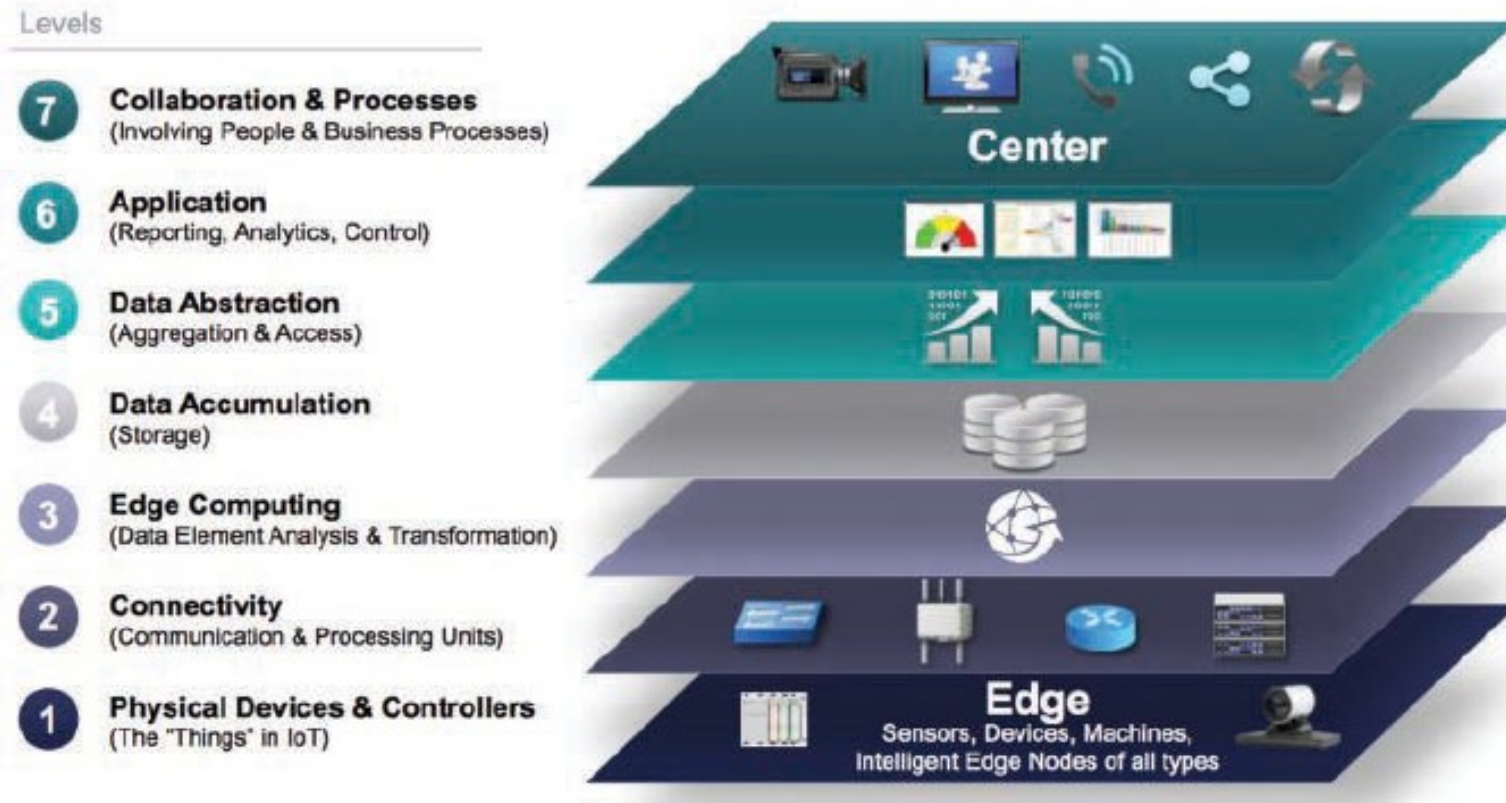 Levels
7
Collaboration & Processes
(Involving People & Business Processes)
6
Application
(Reporting, Analytics, Control)
5
Data Abstraction
(Aggregation & Access)
4
Data Accumulation
(Storage)
3
Edge Computing
(Data Element Analysis & Transformation)
2
Connectivity
(Communication & Processing Units)
1
Physical Devices & Controllers
(The "Things" in IoT)
Center
Edge
Sensors, Devices, Machines,
Intelligent Edge Nodes of all types